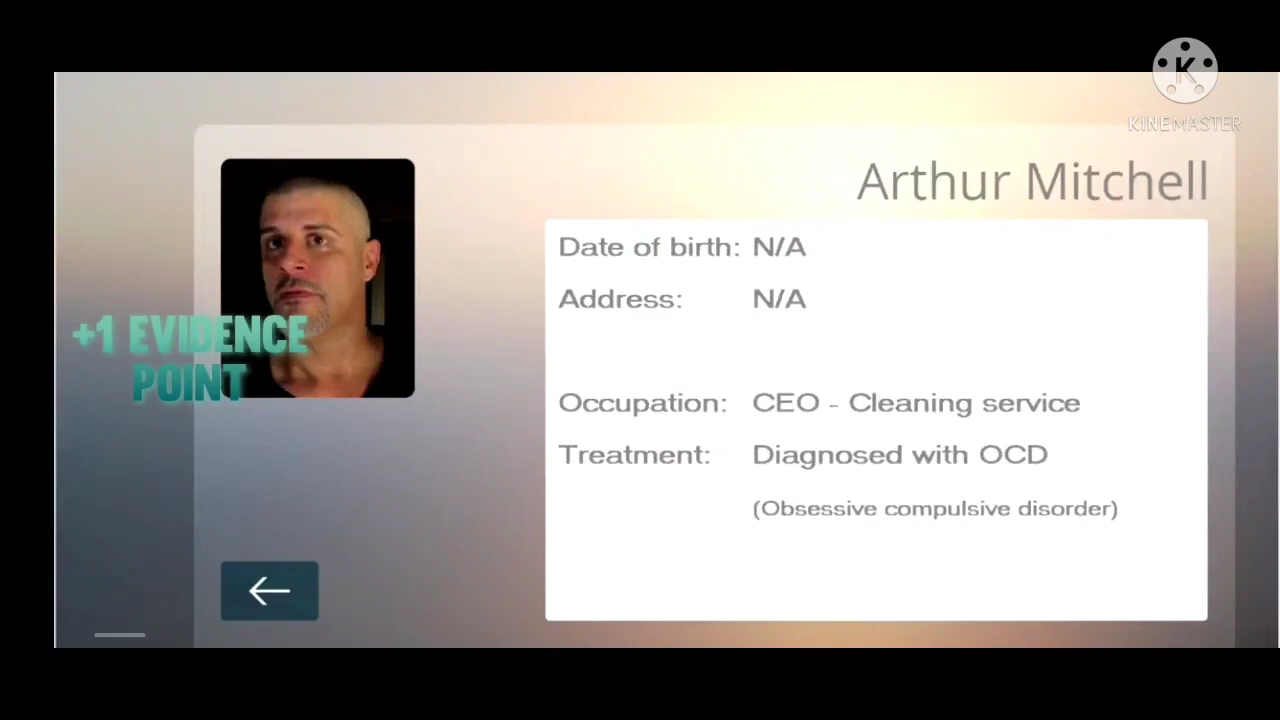 KINEMASTER
Arthur Mitchell
Date of birth: N/A
Address: N/A
Occupation: CEO - Cleaning service
Treatment: Diagnosed with OCD
(Obsessive compulsive disorder)
+1 EVIDENCE
POINT